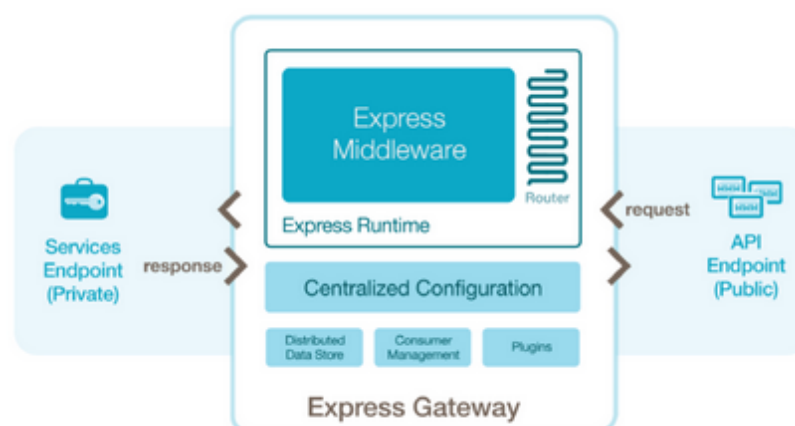 Express
Middleware
Router
Express Runtime
Services
Endpoint
(Private)
response
request
API
Endpoint
(Public)
Centralized Configuration
Distributed
Data Store
Consumer
Management
Plugins
Express Gateway